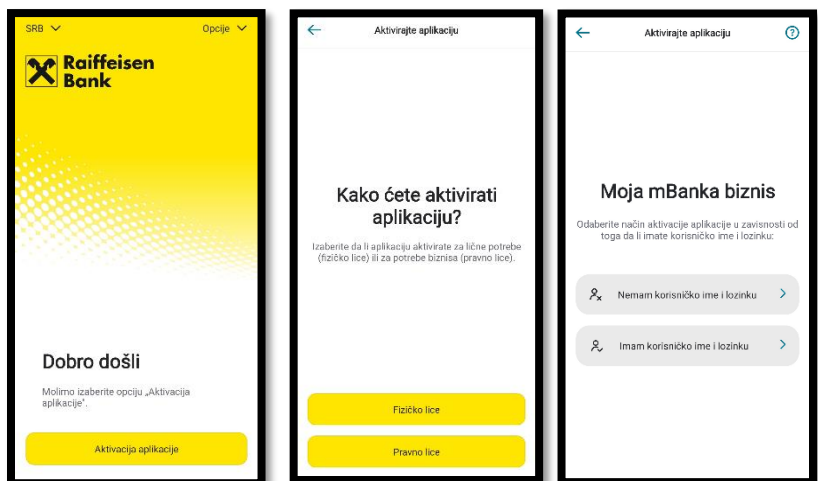 SRB
Opcije
Raiffeisen
Bank
Dobro došli
Molimo izaberite opciju „Aktivacija
aplikacije“.
Aktivacija aplikacije
Aktivirajte aplikaciju
Kako ćete aktivirati
aplikaciju?
Izaberite da li aplikaciju aktivirate za lične potrebe
(fizičko lice) ili za potrebe biznisa (pravno lice).
Fizičko lice
Pravno lice
Aktivirajte aplikaciju
?
Moja mBanka biznis
Odaberite način aktivacije aplikacije u zavisnosti od
toga da li imate korisničko ime i lozinku:
Nemam korisničko ime i lozinku
Imam korisničko ime i lozinku